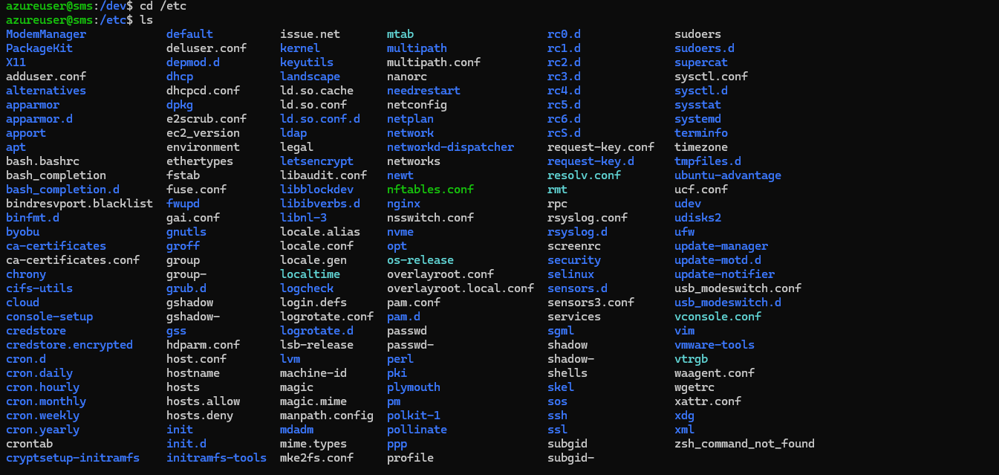 azureuser@sms:/dev$ cd /etc
azureuser@sms:/etc$ ls
ModemManager default issue.net mtab rc0.d sudoers
PackageKit deluser.conf kernel multipath rc1.d sudoers.d
X11 depmod.d keyutils multipath.conf rc2.d supercat
adduser.conf dhcp landscape nanorc rc3.d sysctl.conf
alternatives dhcpcd.conf ld.so.cache needrestart rc4.d sysctl.d
apparmor dpkg ld.so.conf netconfig rc5.d sysstat
apparmor.d e2scrub.conf ld.so.conf.d netplan rc6.d systemd
apport ec2_version ldap network rcS.d terminfo
apt environment legal networkd-dispatcher request-key.conf timezone
bash.bashrc ethertypes letsencrypt networks request-key.d tmpfiles.d
bash_completion fstab libaudit.conf newt resolv.conf ubuntu-advantage
bash_completion.d fuse.conf libblockdev nftables.conf rmt ucf.conf
bindresvport.blacklist fwupd libibverbs.d nginx rpc udev
binfmt.d gai.conf libnl-3 nsswitch.conf rsyslog.conf udisks2
byobu gnutls locale.alias nvme rsyslog.d ufw
ca-certificates groff locale.conf opt screenrc update-manager
ca-certificates.conf group locale.gen os-release security update-motd.d
chrony group- localtime overlayroot.conf selinux update-notifier
cifs-utils grub.d logcheck overlayroot.local.conf sensors.d usb_modeswitch.conf
cloud gshadow login.defs pam.conf sensors3.conf usb_modeswitch.d
console-setup gshadow- logrotate.conf pam.d services vconsole.conf
credstore gss logrotate.d passwd sgml vim
credstore.encrypted hdparm.conf lsb-release passwd- shadow vmware-tools
cron.d host.conf lvm perl shadow- vtrgb
cron.daily hostname machine-id pki shells waagent.conf
cron.hourly hosts magic plymouth skel wgetrc
cron.monthly hosts.allow magic.mime pm sos xattr.conf
cron.weekly hosts.deny manpath.config polkit-1 ssh xdg
cron.yearly init mdadm pollinate ssl xml
crontab init.d mime.types ppp subgid zsh_command_not_found
cryptsetup-initramfs initramfs-tools mke2fs.conf profile subgid-